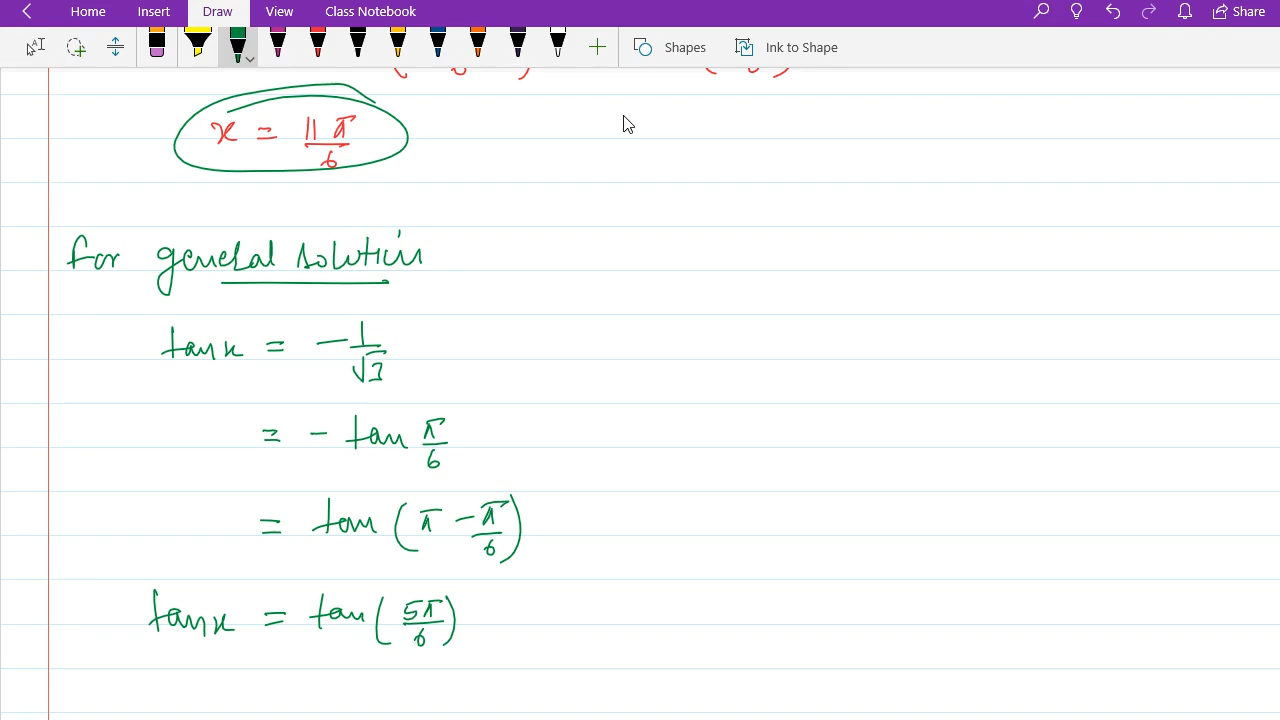 Home Insert Draw View Class Notebook Share
Shapes Ink to Shape
x = 11π/6
For general solution
tan x = -1/√3
= - tan π/6
= tan (π - π/6)
tan x = tan (5π/6)